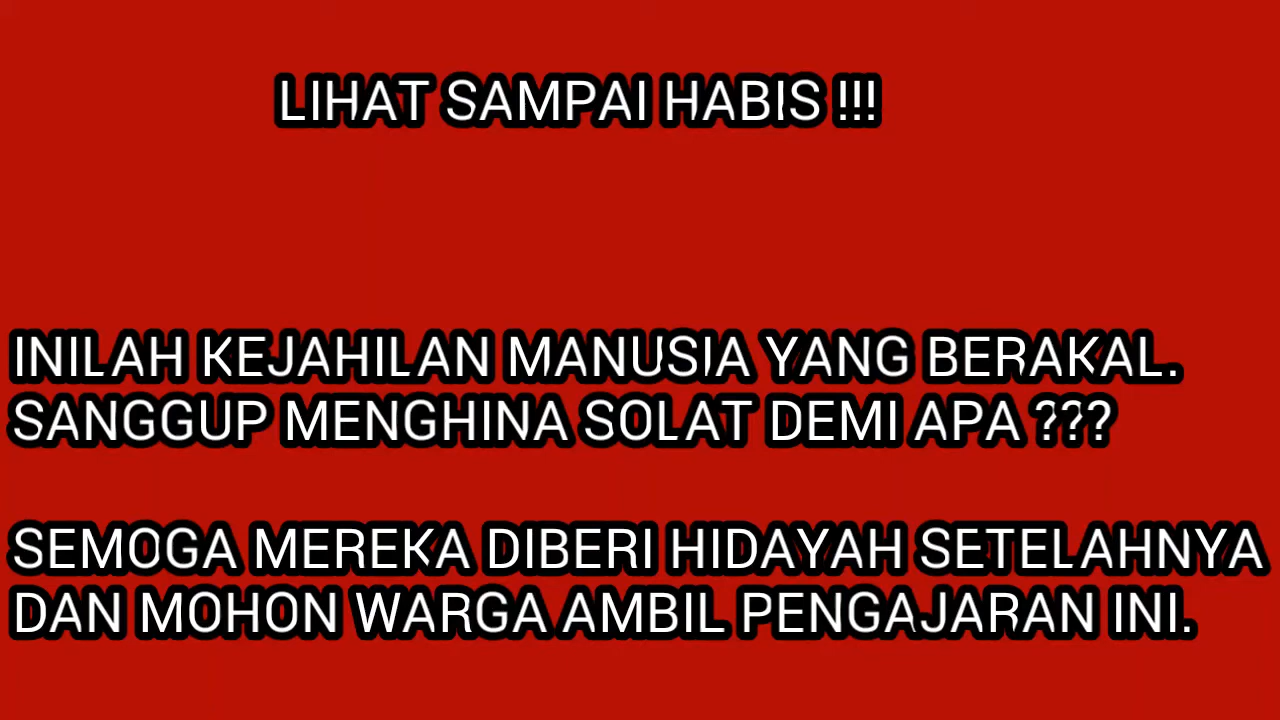 LIHAT SAMPAI HABIS !!!
INILAH KEJAHILAN MANUSIA YANG BERAKAL.
SANGGUP MENGHINA SOLAT DEMI APA ???
SEMOGA MEREKA DIBERI HIDAYAH SETELAHNYA
DAN MOHON WARGA AMBIL PENGAJARAN INI.